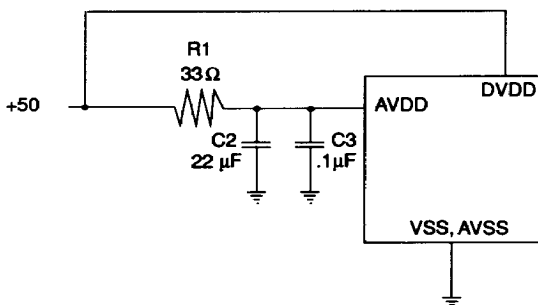 R1
33Ω
+50
AVDD
DVDD
C2
22 µF
C3
.1µF
VSS, AVSS